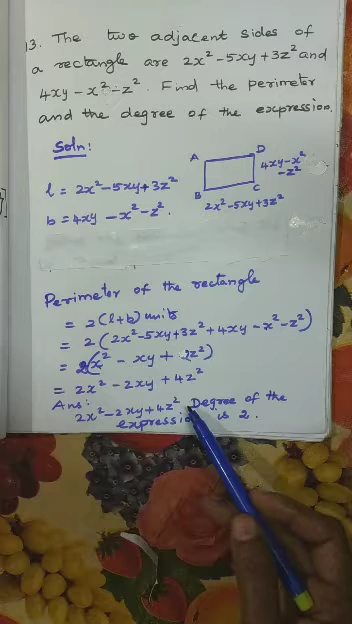 13. The two adjacent sides of
a rectangle are 2x² - 5xy + 3z² and
4xy - x² - z². Find the perimeter
and the degree of the expression.
Soln:
A D
4xy - x²
- z²
l = 2x² - 5xy + 3z²
B C
b = 4xy - x² - z².
2x² - 5xy + 3z²
Perimeter of the rectangle
= 2(l+b) units
= 2(2x² - 5xy + 3z² + 4xy - x² - z²)
= 2(x² - xy + 2z²)
= 2x² - 2xy + 4z²
Ans:
2x² - 2xy + 4z² Degree of the
expression is 2.